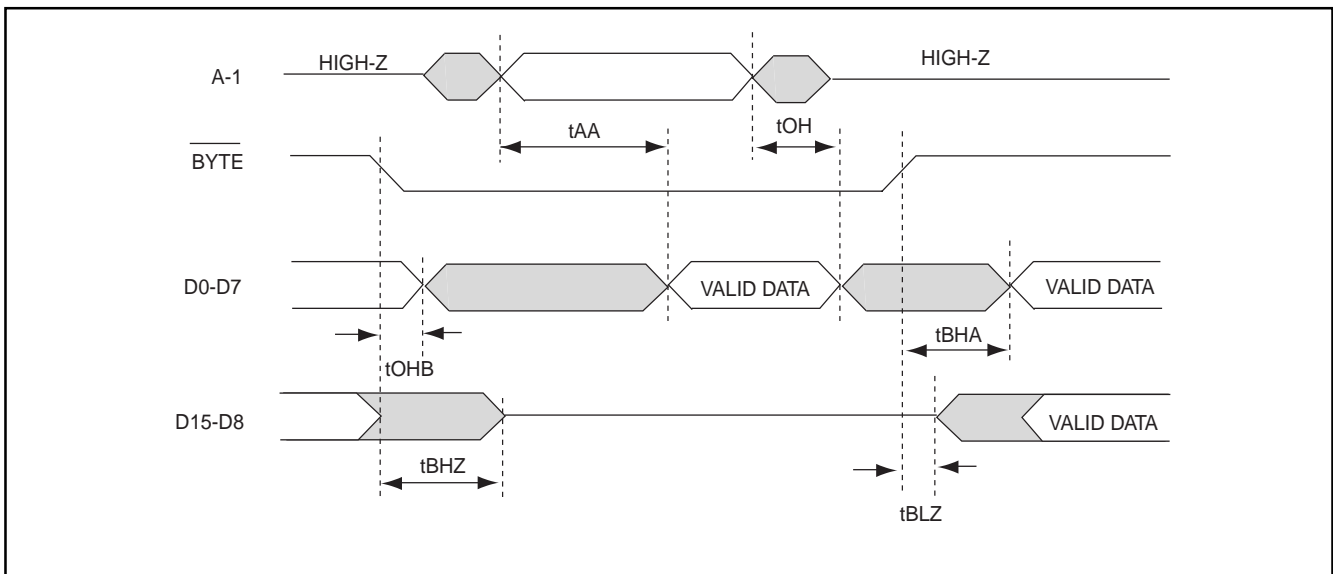 A-1
HIGH-Z
HIGH-Z
tAA
tOH
BYTE
D0-D7
VALID DATA
VALID DATA
tOHB
tBHA
D15-D8
VALID DATA
tBHZ
tBLZ